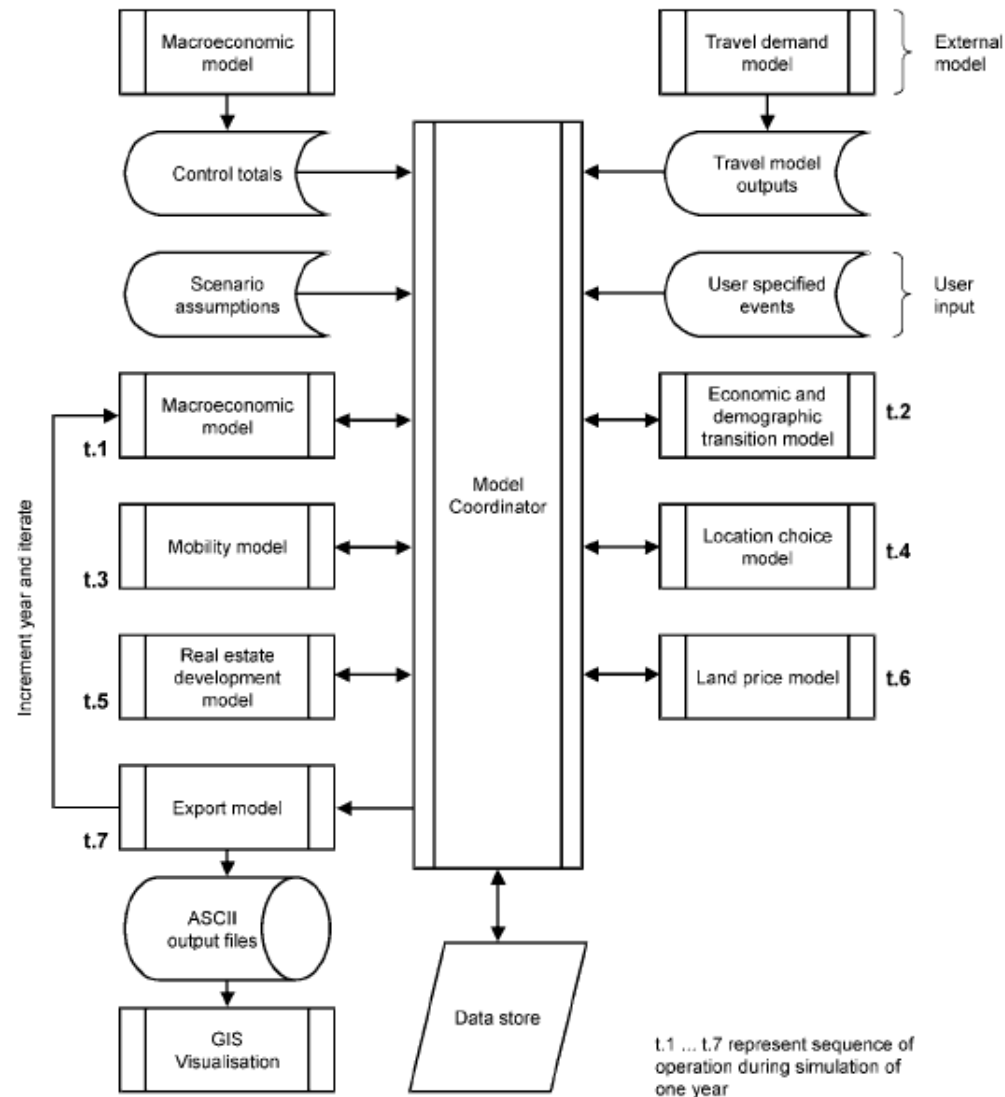 Macroeconomic
model
Travel demand
model
External
model
Control totals
Travel model
outputs
Scenario
assumptions
User specified
events
User
input
Macroeconomic
model
t.1
Economic and
demographic
transition model
t.2
Model
Coordinator
Increment year and iterate
Mobility model
t.3
Location choice
model
t.4
Real estate
development
model
t.5
Land price model
t.6
Export model
t.7
ASCII
output files
Data store
GIS
Visualisation
t.1 ... t.7 represent sequence of
operation during simulation of
one year